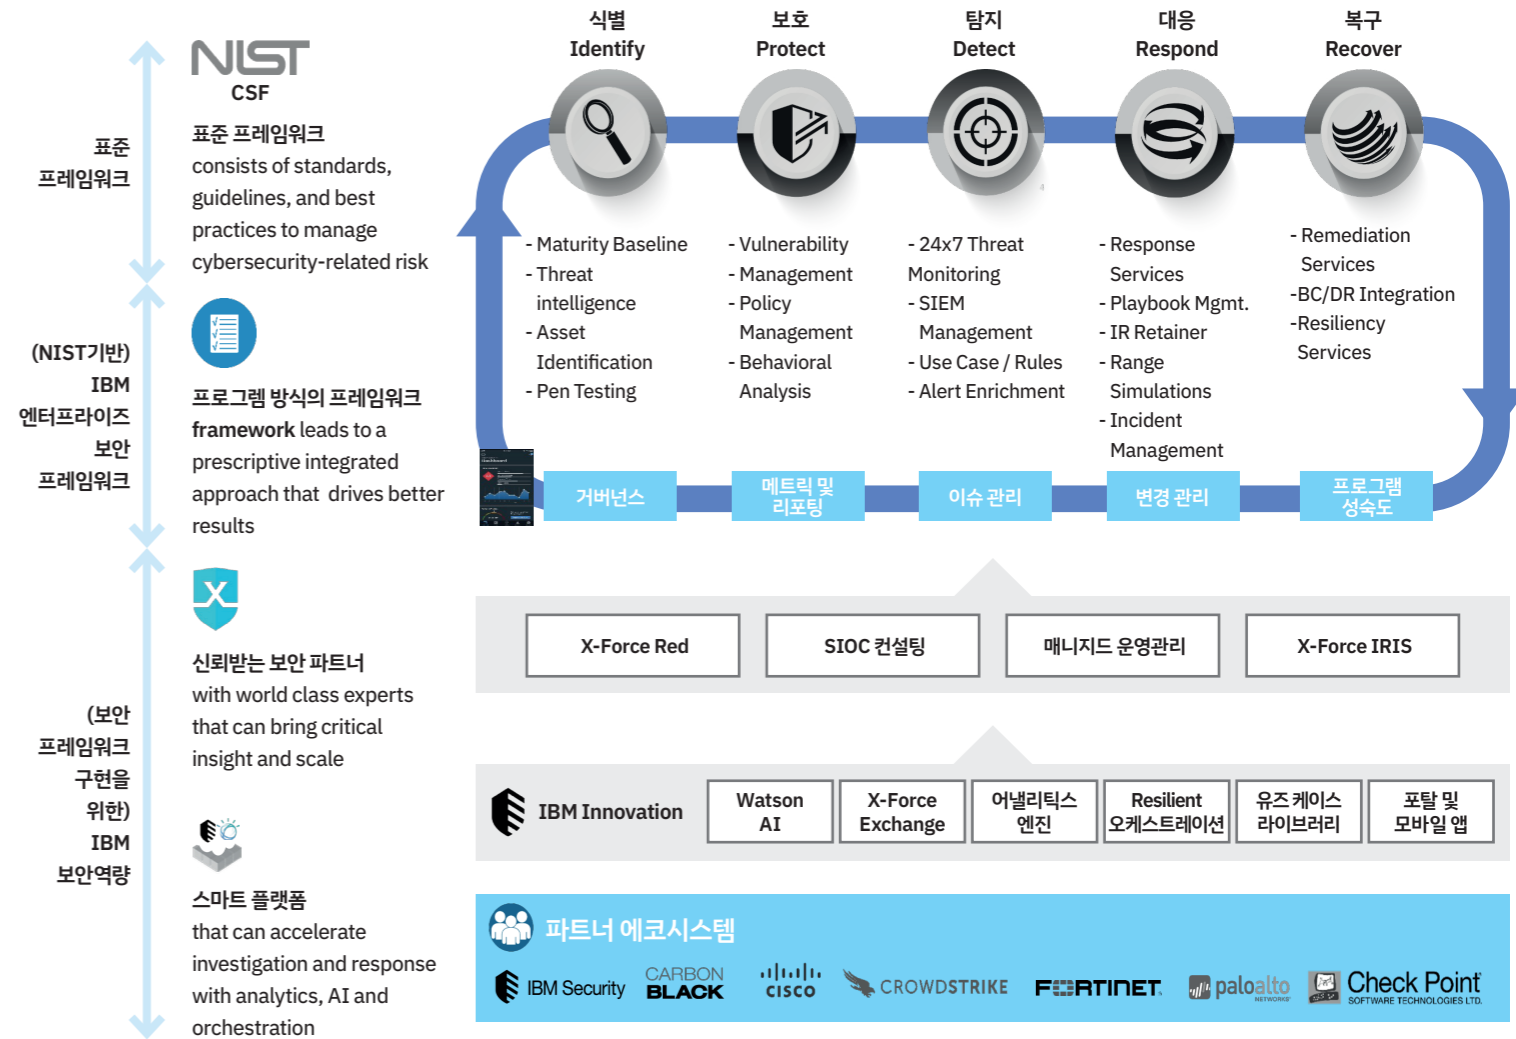 표준
프레임워크
(NIST기반)
IBM
엔터프라이즈
보안
프레임워크
(보안
프레임워크
구현을
위한)
IBM
보안역량
NIST
CSF
표준 프레임워크
consists of standards,
guidelines, and best
practices to manage
cybersecurity-related risk
프로그렘 방식의 프레임워크
framework leads to a
prescriptive integrated
approach that drives better
results
X
신뢰받는 보안 파트너
with world class experts
that can bring critical
insight and scale
스마트 플랫폼
that can accelerate
investigation and response
with analytics, AI and
orchestration
식별
Identify
- Maturity Baseline
- Threat
intelligence
- Asset
Identification
- Pen Testing
보호
Protect
- Vulnerability
- Management
- Policy
Management
- Behavioral
Analysis
탐지
Detect
- 24x7 Threat
Monitoring
- SIEM
Management
- Use Case / Rules
- Alert Enrichment
대응
Respond
- Response
Services
- Playbook Mgmt.
- IR Retainer
- Range
Simulations
- Incident
Management
복구
Recover
- Remediation
Services
-BC/DR Integration
-Resiliency
Services
거버넌스
메트릭 및
리포팅
이슈 관리
변경 관리
프로그램
성숙도
X-Force Red
SIOC 컨설팅
매니지드 운영관리
X-Force IRIS
IBM Innovation
Watson
AI
X-Force
Exchange
어낼리틱스
엔진
Resilient
오케스트레이션
유즈 케이스
라이브러리
포탈 및
모바일 앱
파트너 에코시스템
IBM Security
CARBON
BLACK
CISCO
CROWDSTRIKE
FORTINET
paloalto
NETWORKS
Check Point
SOFTWARE TECHNOLOGIES LTD.